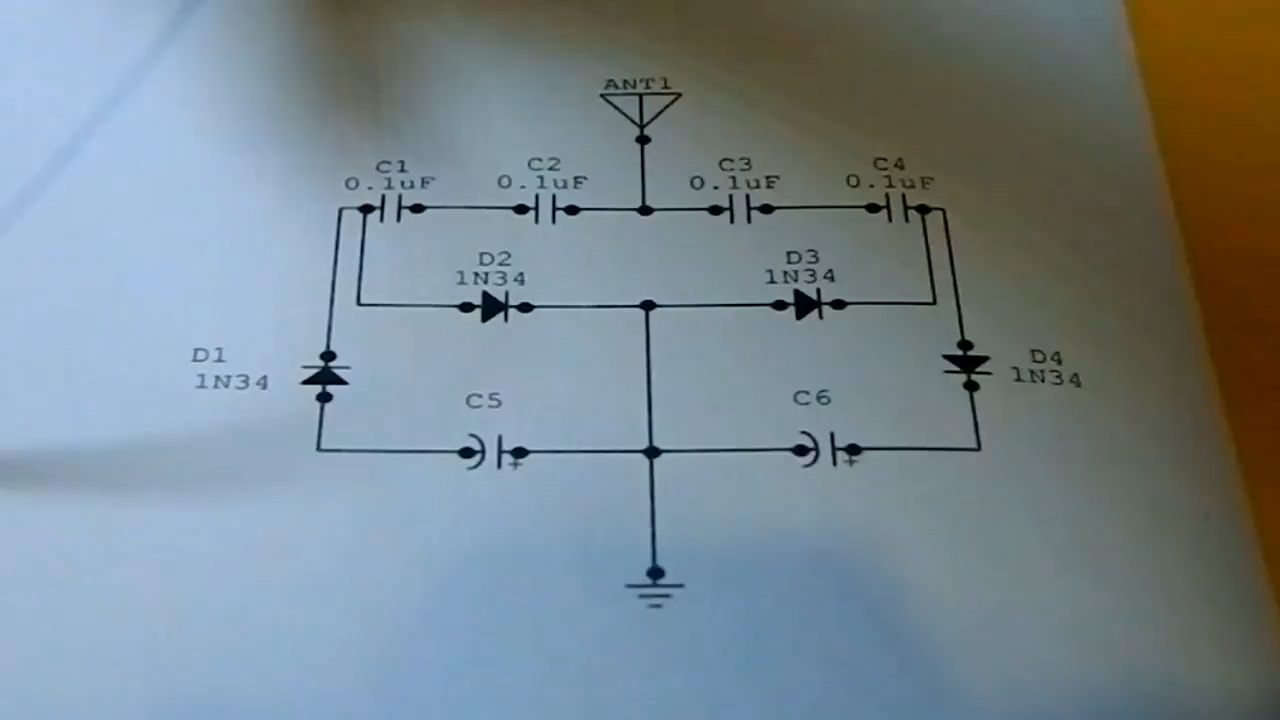 ANT1
C1
0.1uF
C2
0.1uF
C3
0.1uF
C4
0.1uF
D2
1N34
D3
1N34
D1
1N34
D4
1N34
C5
C6
+
+